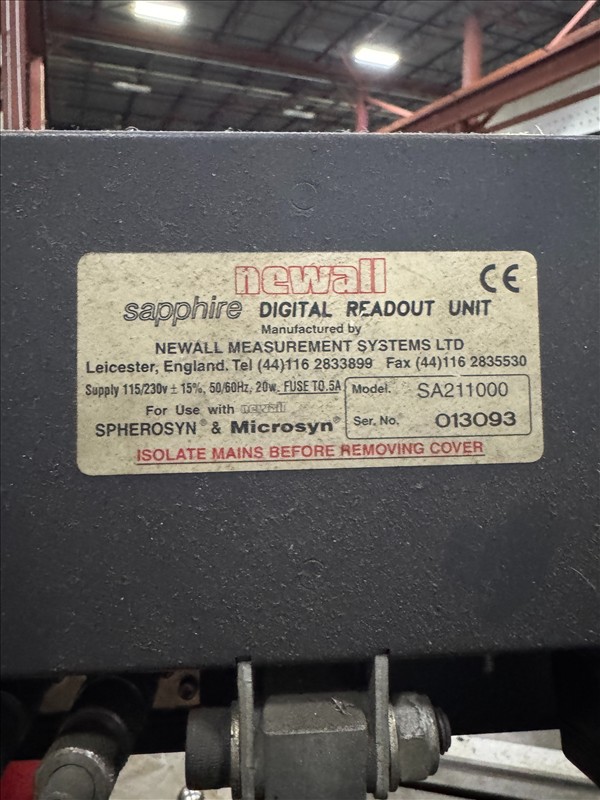 newall
CE
sapphire DIGITAL READOUT UNIT
Manufactured by
NEWALL MEASUREMENT SYSTEMS LTD
Leicester, England. Tel (44)116 2833899 Fax (44)116 2835530
Supply 115/230v ± 15%, 50/60Hz, 20w, FUSE TO.5A
For Use with newall
SPHEROSYN® & Microsyn®
Model. SA211000
Ser. No. 013093
ISOLATE MAINS BEFORE REMOVING COVER